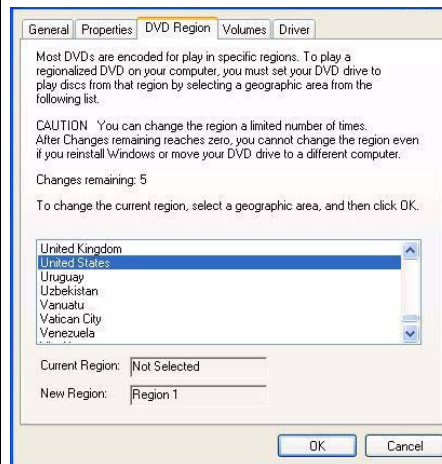 General Properties DVD Region Volumes Driver
Most DVDs are encoded for play in specific regions. To play a
regionalized DVD on your computer, you must set your DVD drive to
play discs from that region by selecting a geographic area from the
following list.
CAUTION You can change the region a limited number of times.
After Changes remaining reaches zero, you cannot change the region even
if you reinstall Windows or move your DVD drive to a different computer.
Changes remaining: 5
To change the current region, select a geographic area, and then click OK.
United Kingdom
United States
Uruguay
Uzbekistan
Vanuatu
Vatican City
Venezuela
Current Region: Not Selected
New Region: Region 1
OK Cancel